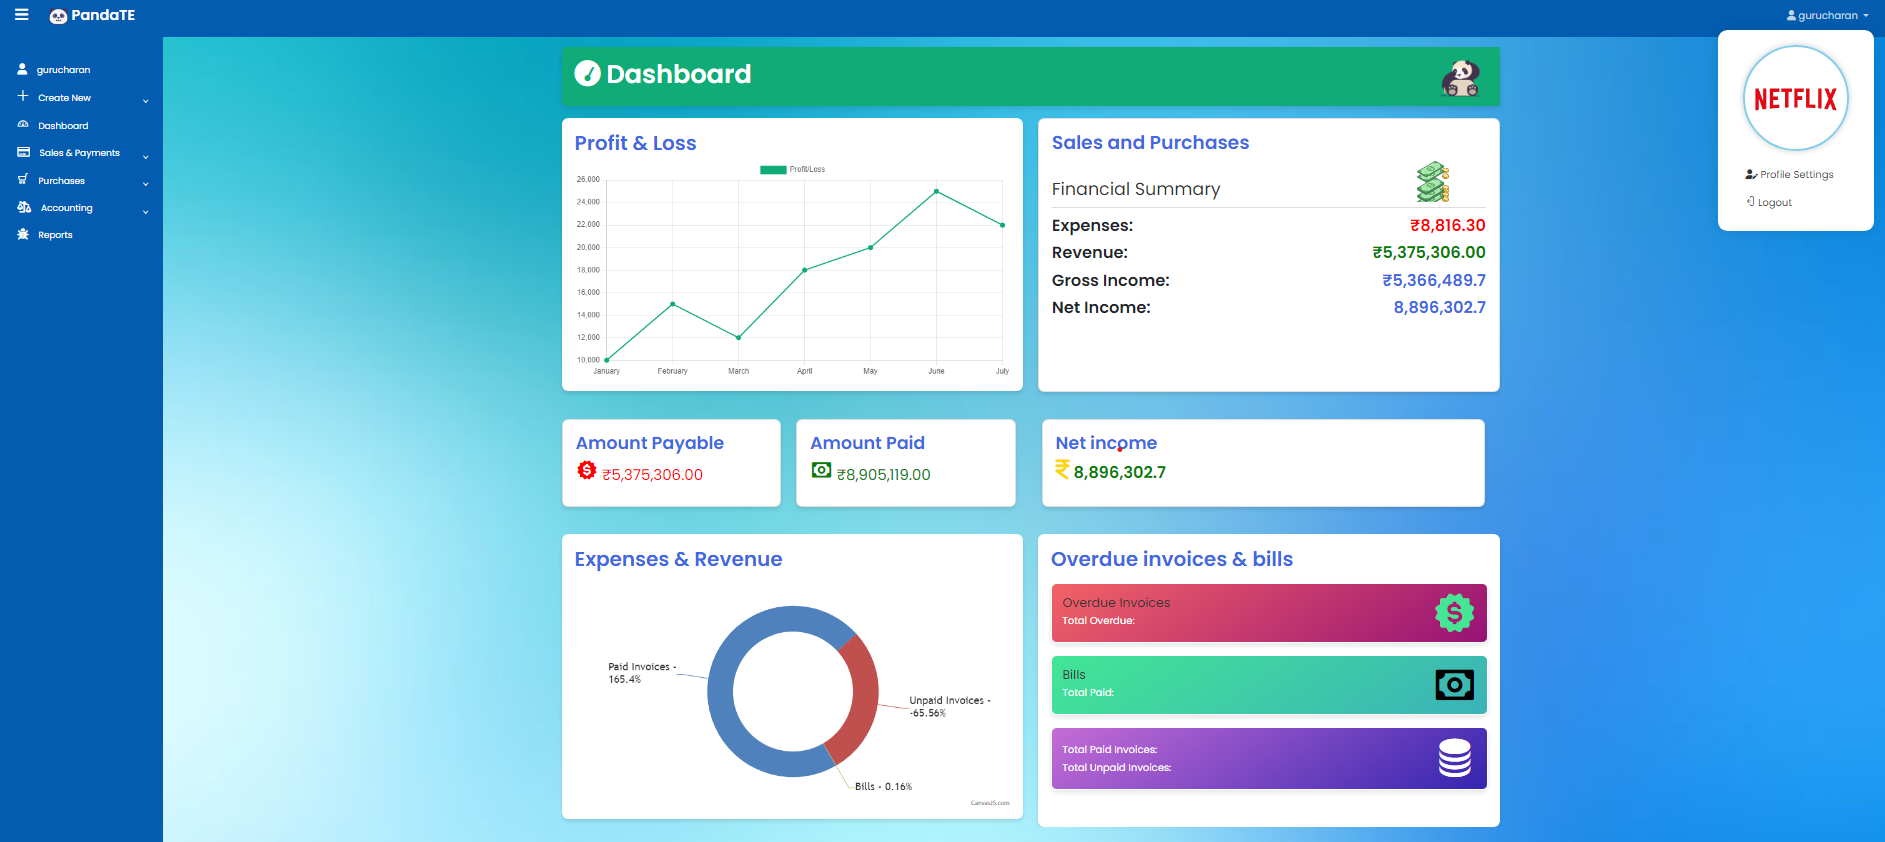 PandaTE
gurucharan
gurucharan
Create New
Dashboard
Sales & Payments
Purchases
Accounting
Reports
NETFLIX
Profile Settings
Logout
Dashboard
Profit & Loss
Profit/Loss
26,000
24,000
22,000
20,000
18,000
16,000
14,000
12,000
10,000
January February March April May June July
Sales and Purchases
Financial Summary
Expenses: ₹8,816.30
Revenue: ₹5,375,306.00
Gross Income: ₹5,366,489.7
Net Income: 8,896,302.7
Amount Payable
₹5,375,306.00
Amount Paid
₹8,905,119.00
Net income
₹ 8,896,302.7
Expenses & Revenue
Paid Invoices -
165.4%
Unpaid Invoices -
-65.56%
Bills - 0.16%
CanvasJS.com
Overdue invoices & bills
Overdue Invoices
Total Overdue:
Bills
Total Paid:
Total Paid Invoices:
Total Unpaid Invoices: